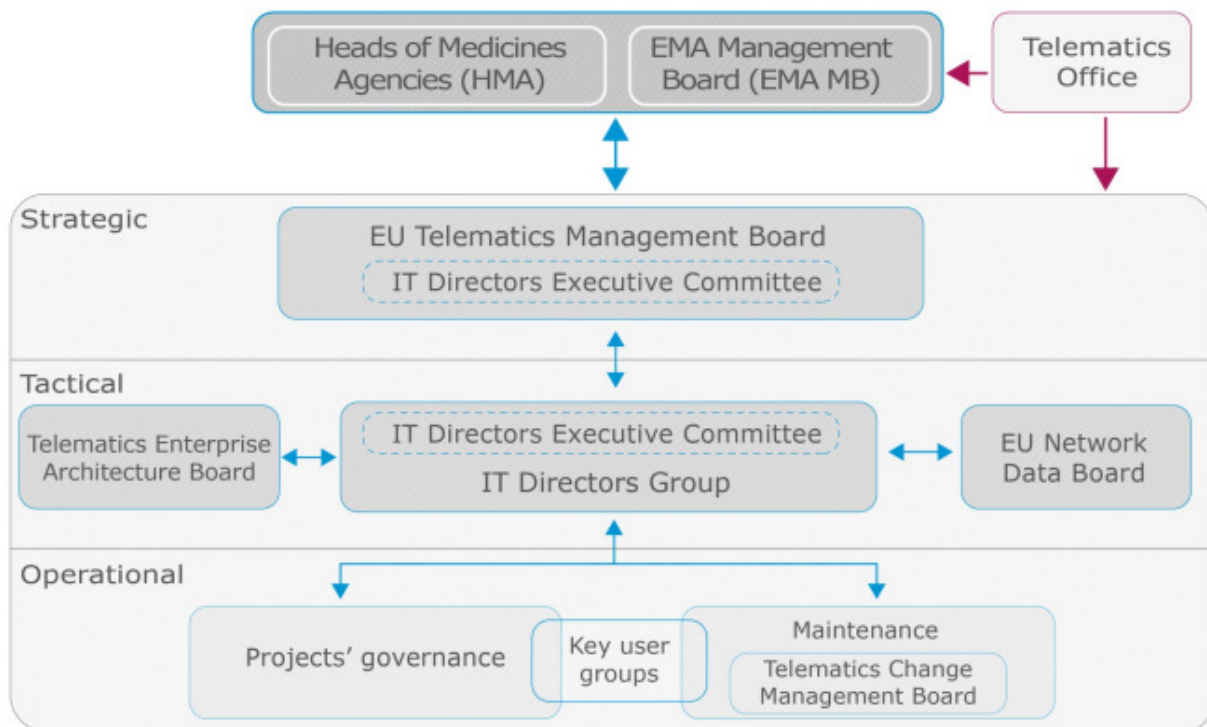 Heads of Medicines
Agencies (HMA)
EMA Management
Board (EMA MB)
Telematics
Office
Strategic
EU Telematics Management Board
IT Directors Executive Committee
Tactical
Telematics Enterprise
Architecture Board
IT Directors Executive Committee
IT Directors Group
EU Network
Data Board
Operational
Projects’ governance
Key user
groups
Maintenance
Telematics Change
Management Board